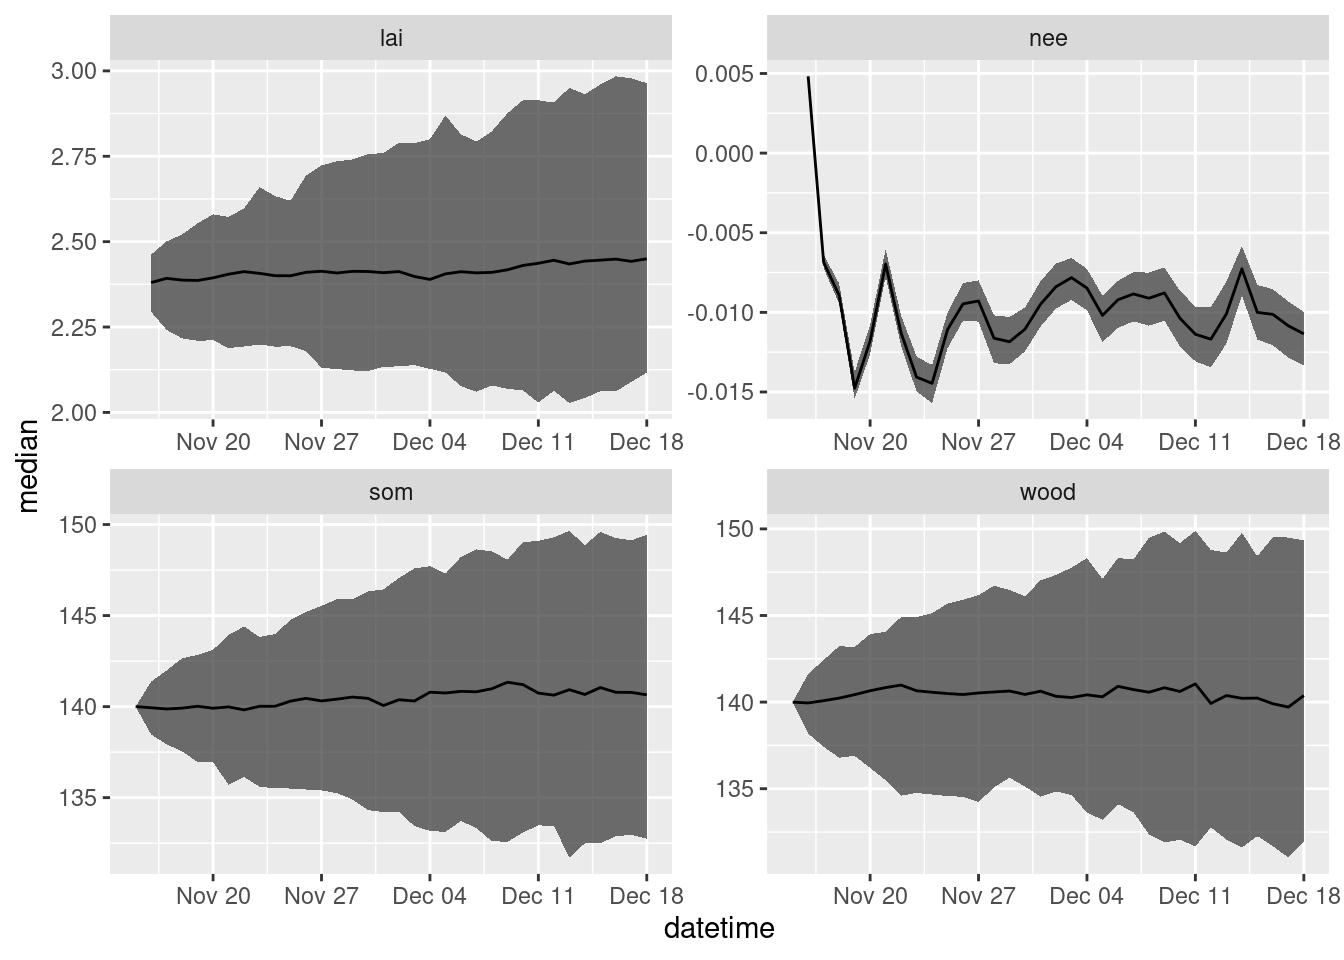 lai
3.00
2.75
2.50
2.25
2.00
Nov 20 Nov 27 Dec 04 Dec 11 Dec 18
nee
0.005
0.000
-0.005
-0.010
-0.015
Nov 20 Nov 27 Dec 04 Dec 11 Dec 18
median
som
150
145
140
135
Nov 20 Nov 27 Dec 04 Dec 11 Dec 18
wood
150
145
140
135
Nov 20 Nov 27 Dec 04 Dec 11 Dec 18
datetime